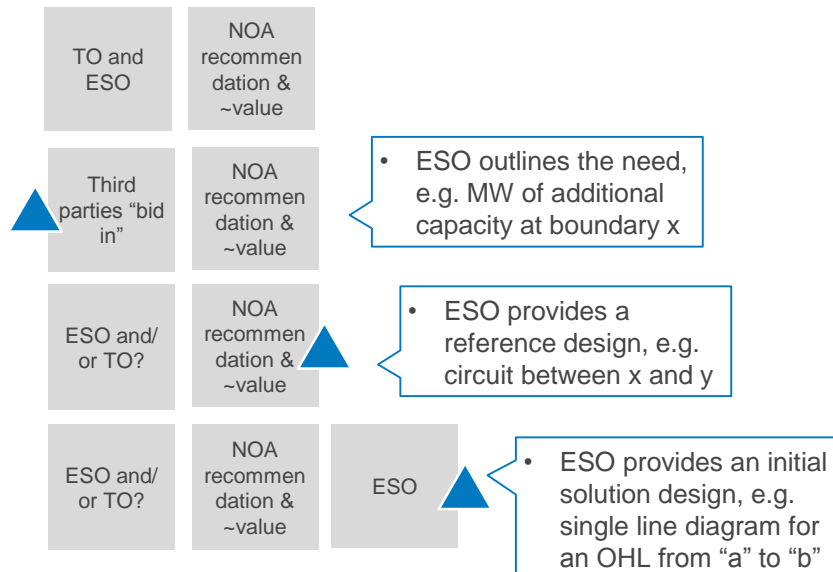 TO and
ESO
NOA
recommen
dation &
~value
Third
parties “bid
in”
NOA
recommen
dation &
~value
• ESO outlines the need,
e.g. MW of additional
capacity at boundary x
ESO and/
or TO?
NOA
recommen
dation &
~value
• ESO provides a
reference design, e.g.
circuit between x and y
ESO and/
or TO?
NOA
recommen
dation &
~value
ESO
• ESO provides an initial
solution design, e.g.
single line diagram for
an OHL from “a” to “b”